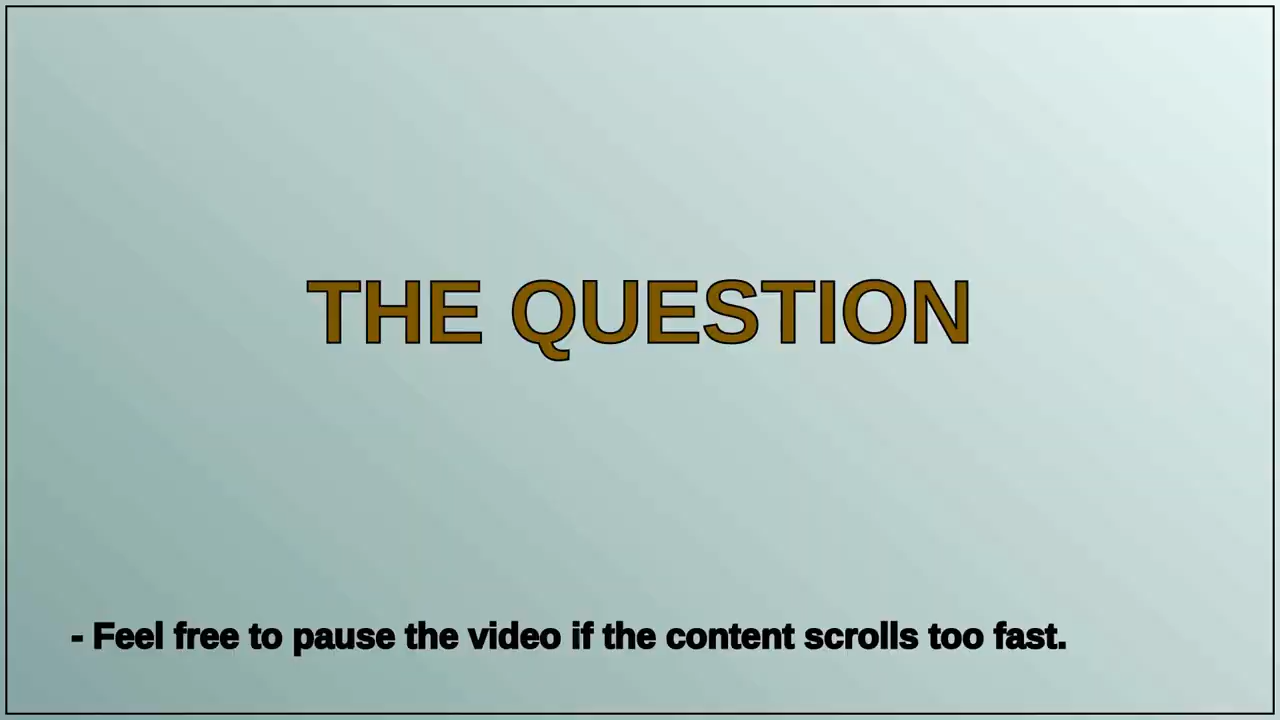 THE QUESTION
- Feel free to pause the video if the content scrolls too fast.